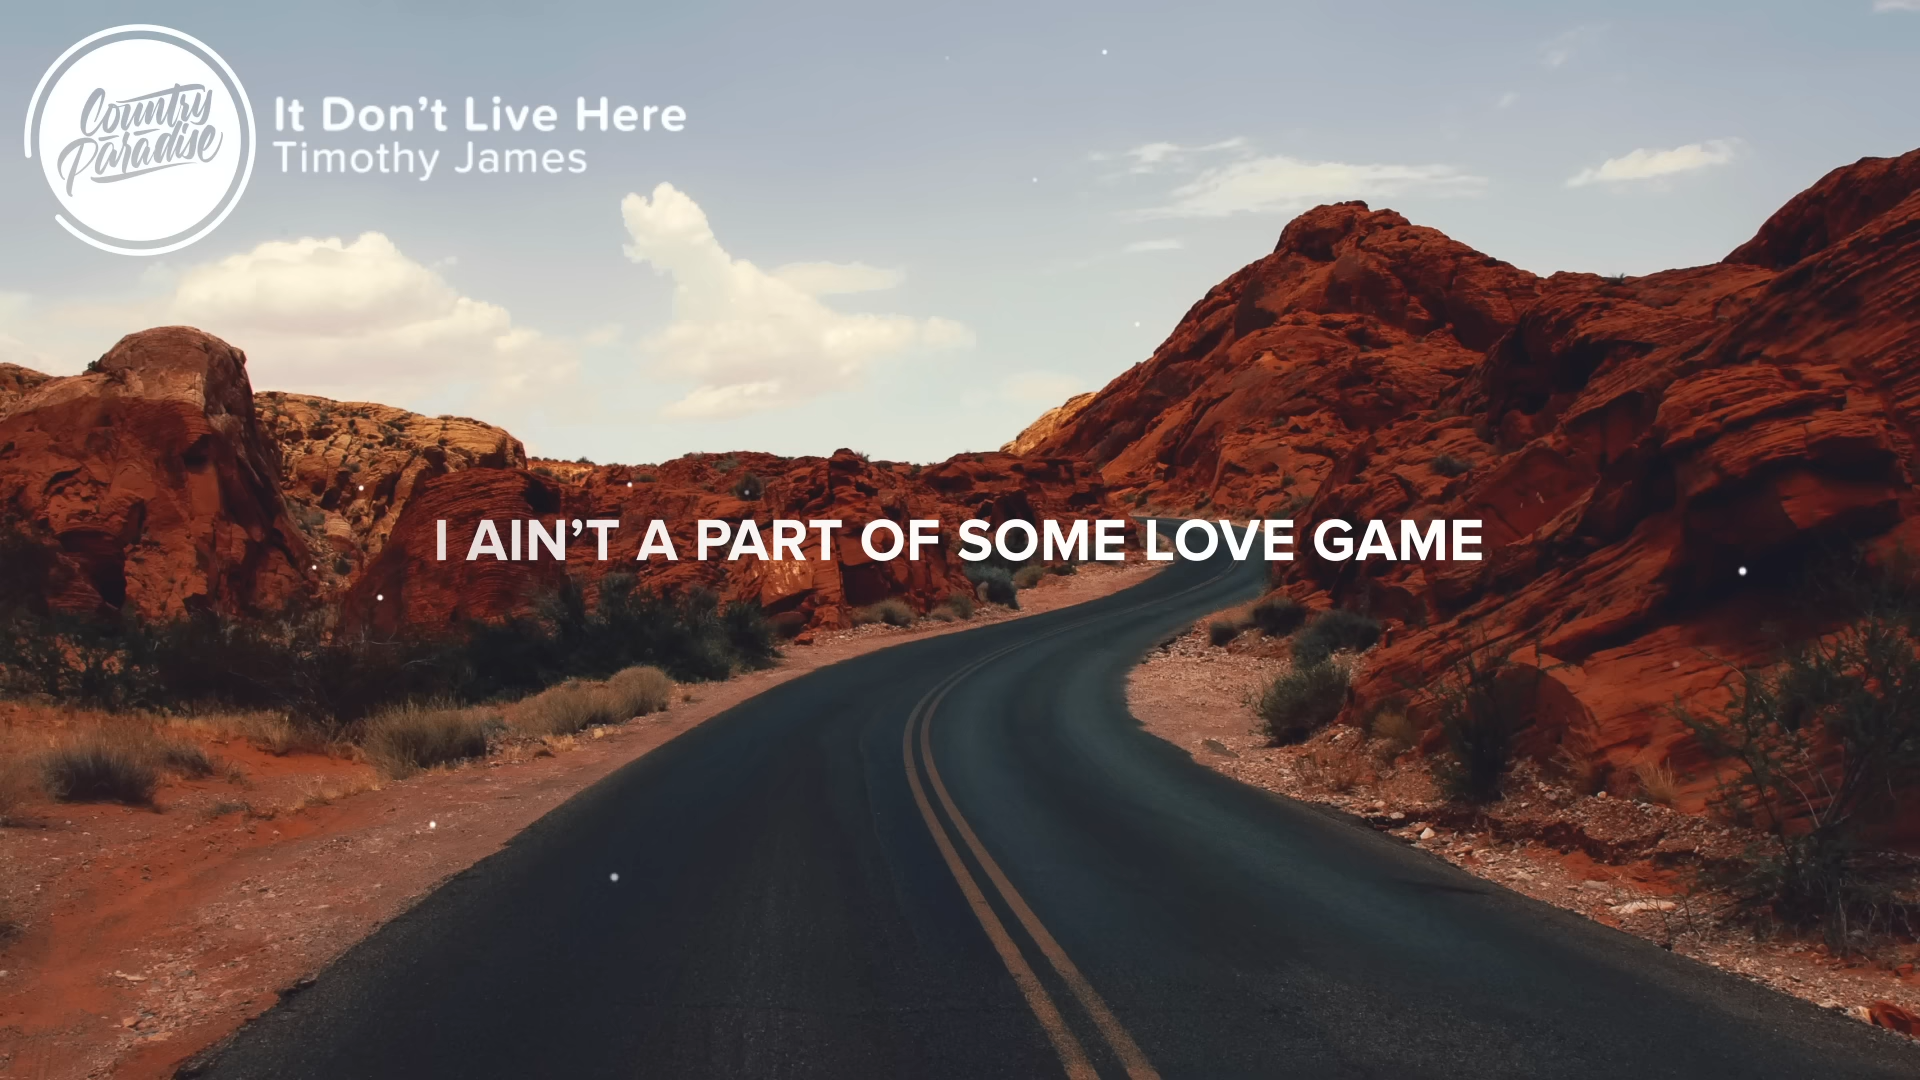 Country
Paradise
It Don’t Live Here
Timothy James
I AIN’T A PART OF SOME LOVE GAME